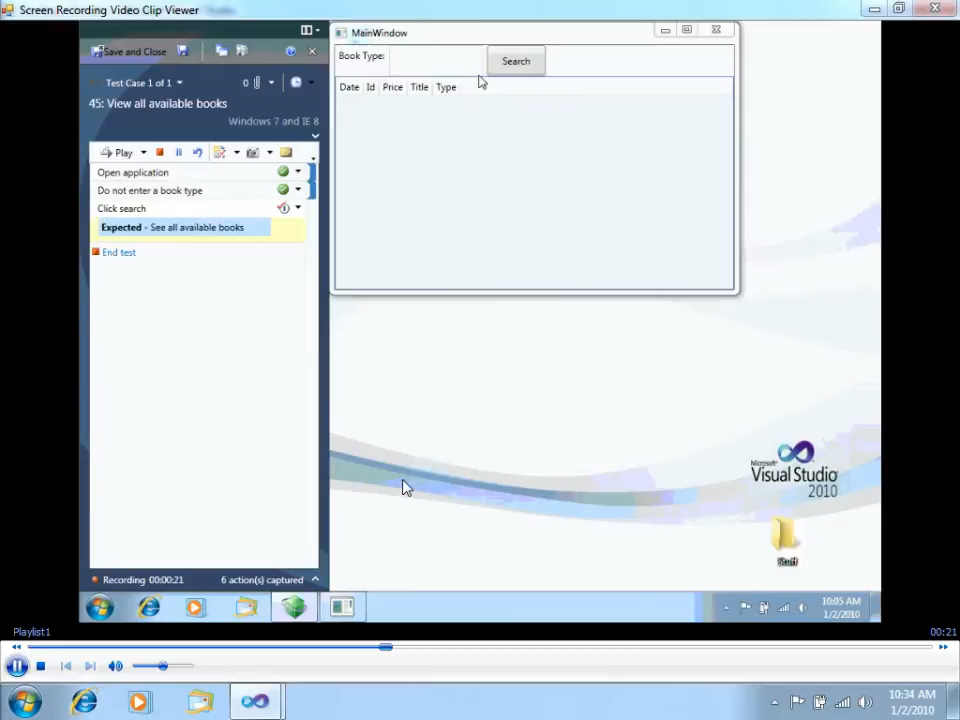 Screen Recording Video Clip Viewer
Save and Close
MainWindow
Book Type:
Search
Date Id Price Title Type
Test Case 1 of 1
0
45: View all available books
Windows 7 and IE 8
Play
Open application
Do not enter a book type
Click search
Expected - See all available books
End test
Microsoft
Visual Studio
2010
Stuff
Recording 00:00:21 6 action(s) captured
10:05 AM
1/2/2010
Playlist1
00:21
10:34 AM
1/2/2010